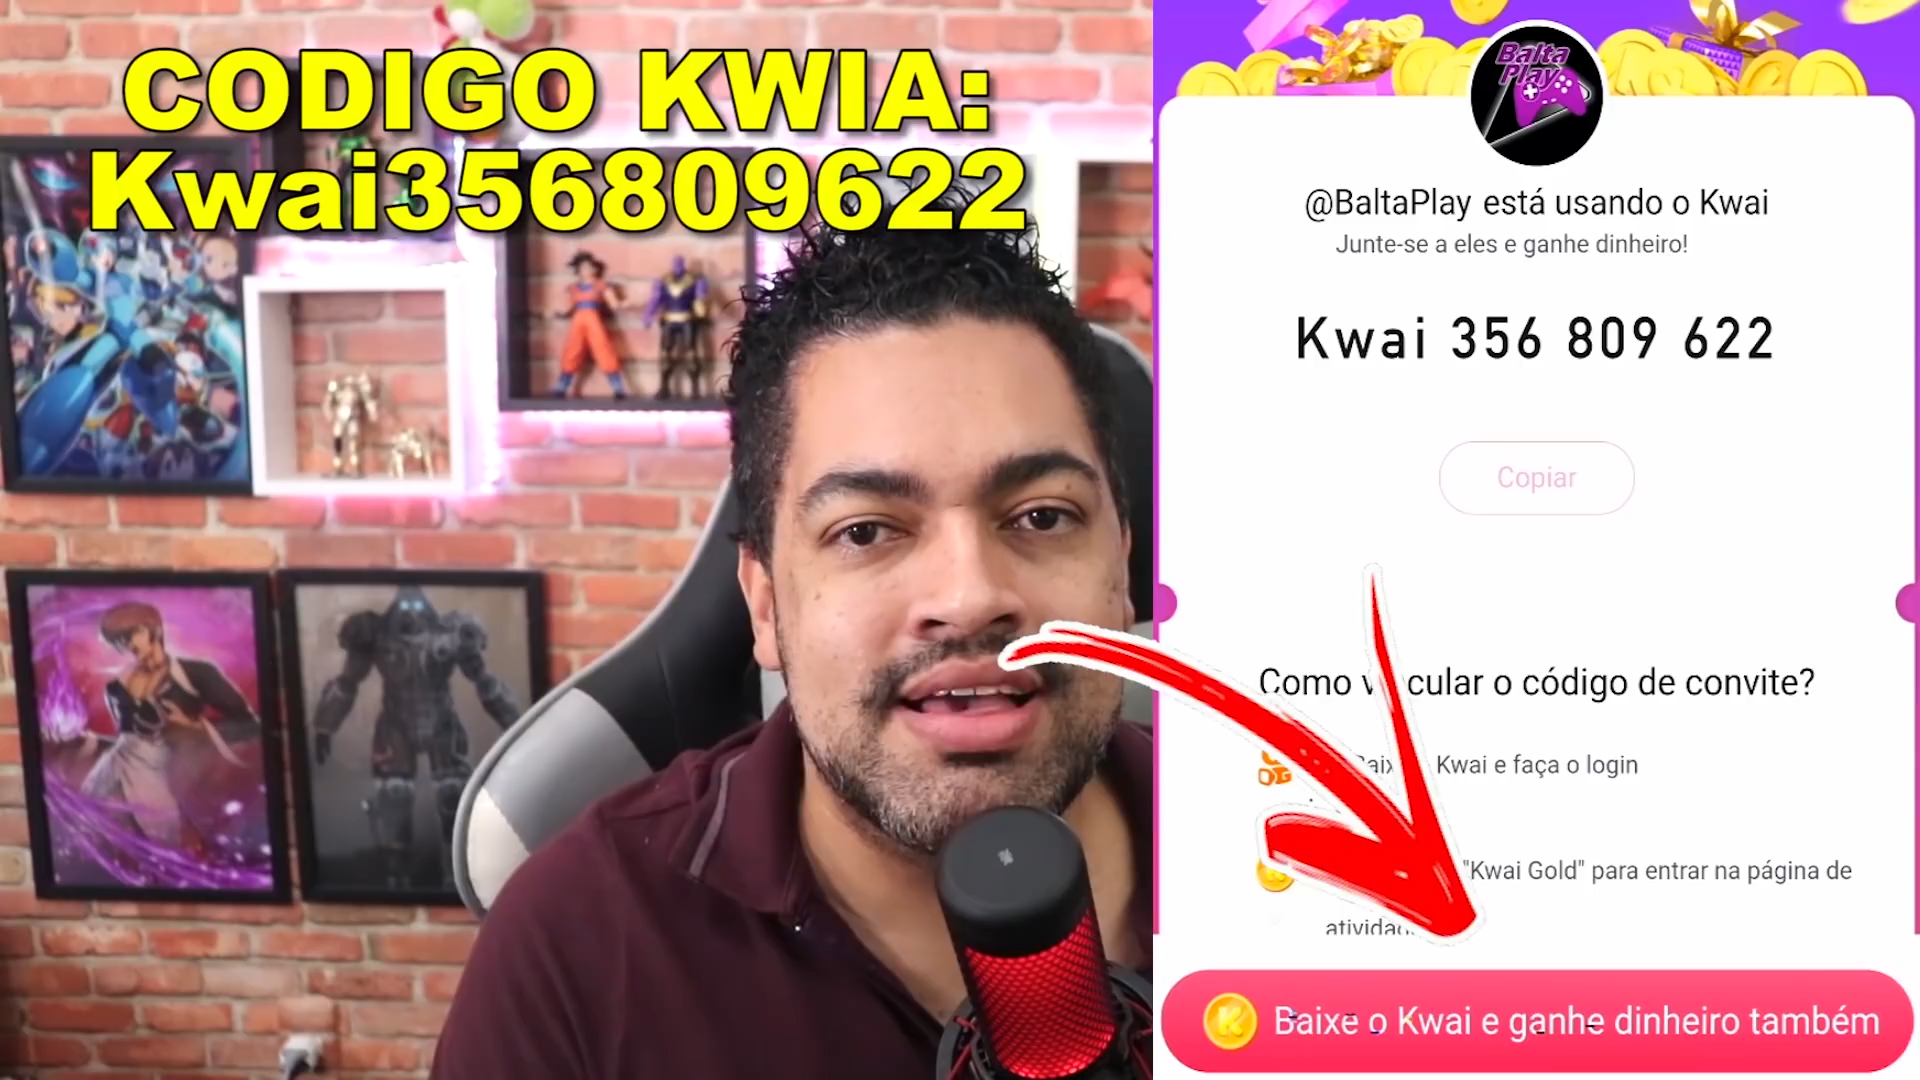 CODIGO KWIA:
Kwai356809622
Balta
Play
@BaltaPlay está usando o Kwai
Junte-se a eles e ganhe dinheiro!
Kwai 356 809 622
Copiar
Como cular o código de convite?
Kwai e faça o login
"Kwai Gold" para entrar na página de
Baixe o Kwai e ganhe dinheiro também